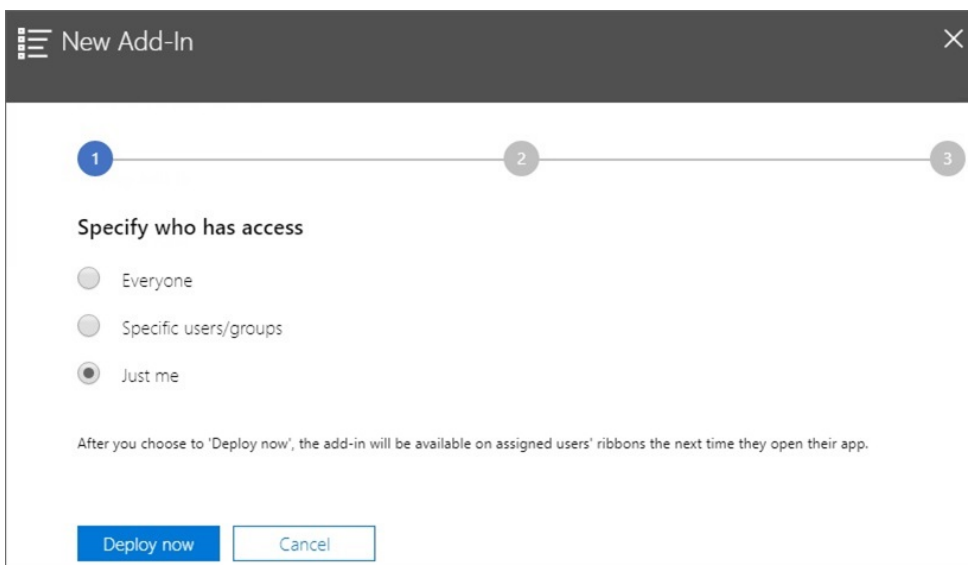 New Add-In
1 2 3
Specify who has access
Everyone
Specific users/groups
Just me
After you choose to 'Deploy now', the add-in will be available on assigned users' ribbons the next time they open their app.
Deploy now Cancel